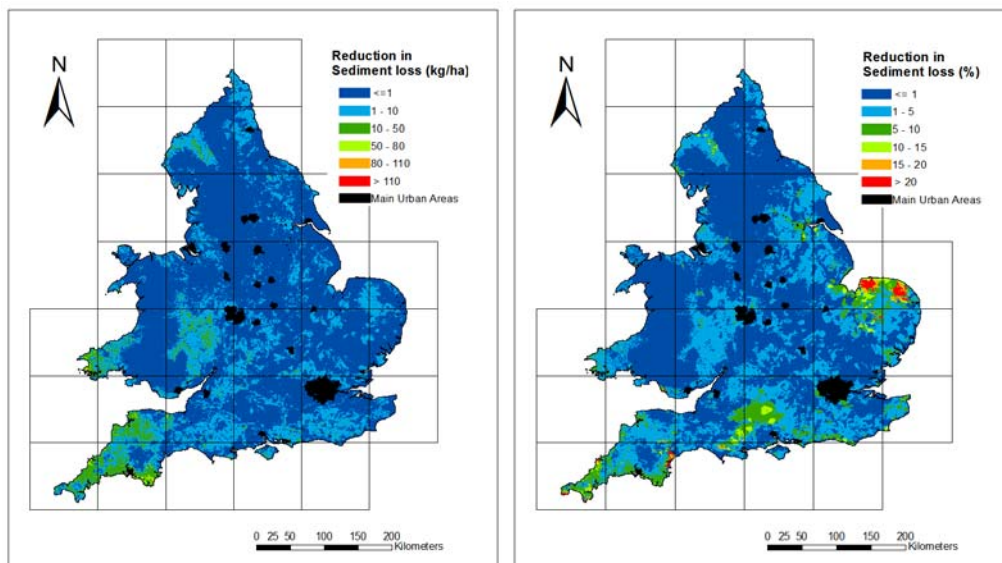 N
Reduction in
Sediment loss (kg/ha)
<=1
1 - 10
10 - 50
50 - 80
80 - 110
> 110
Main Urban Areas
0 25 50 100 150 200
Kilometers
N
Reduction in
Sediment loss (%)
<= 1
1 - 5
5 - 10
10 - 15
15 - 20
> 20
Main Urban Areas
0 25 50 100 150 200
Kilometers